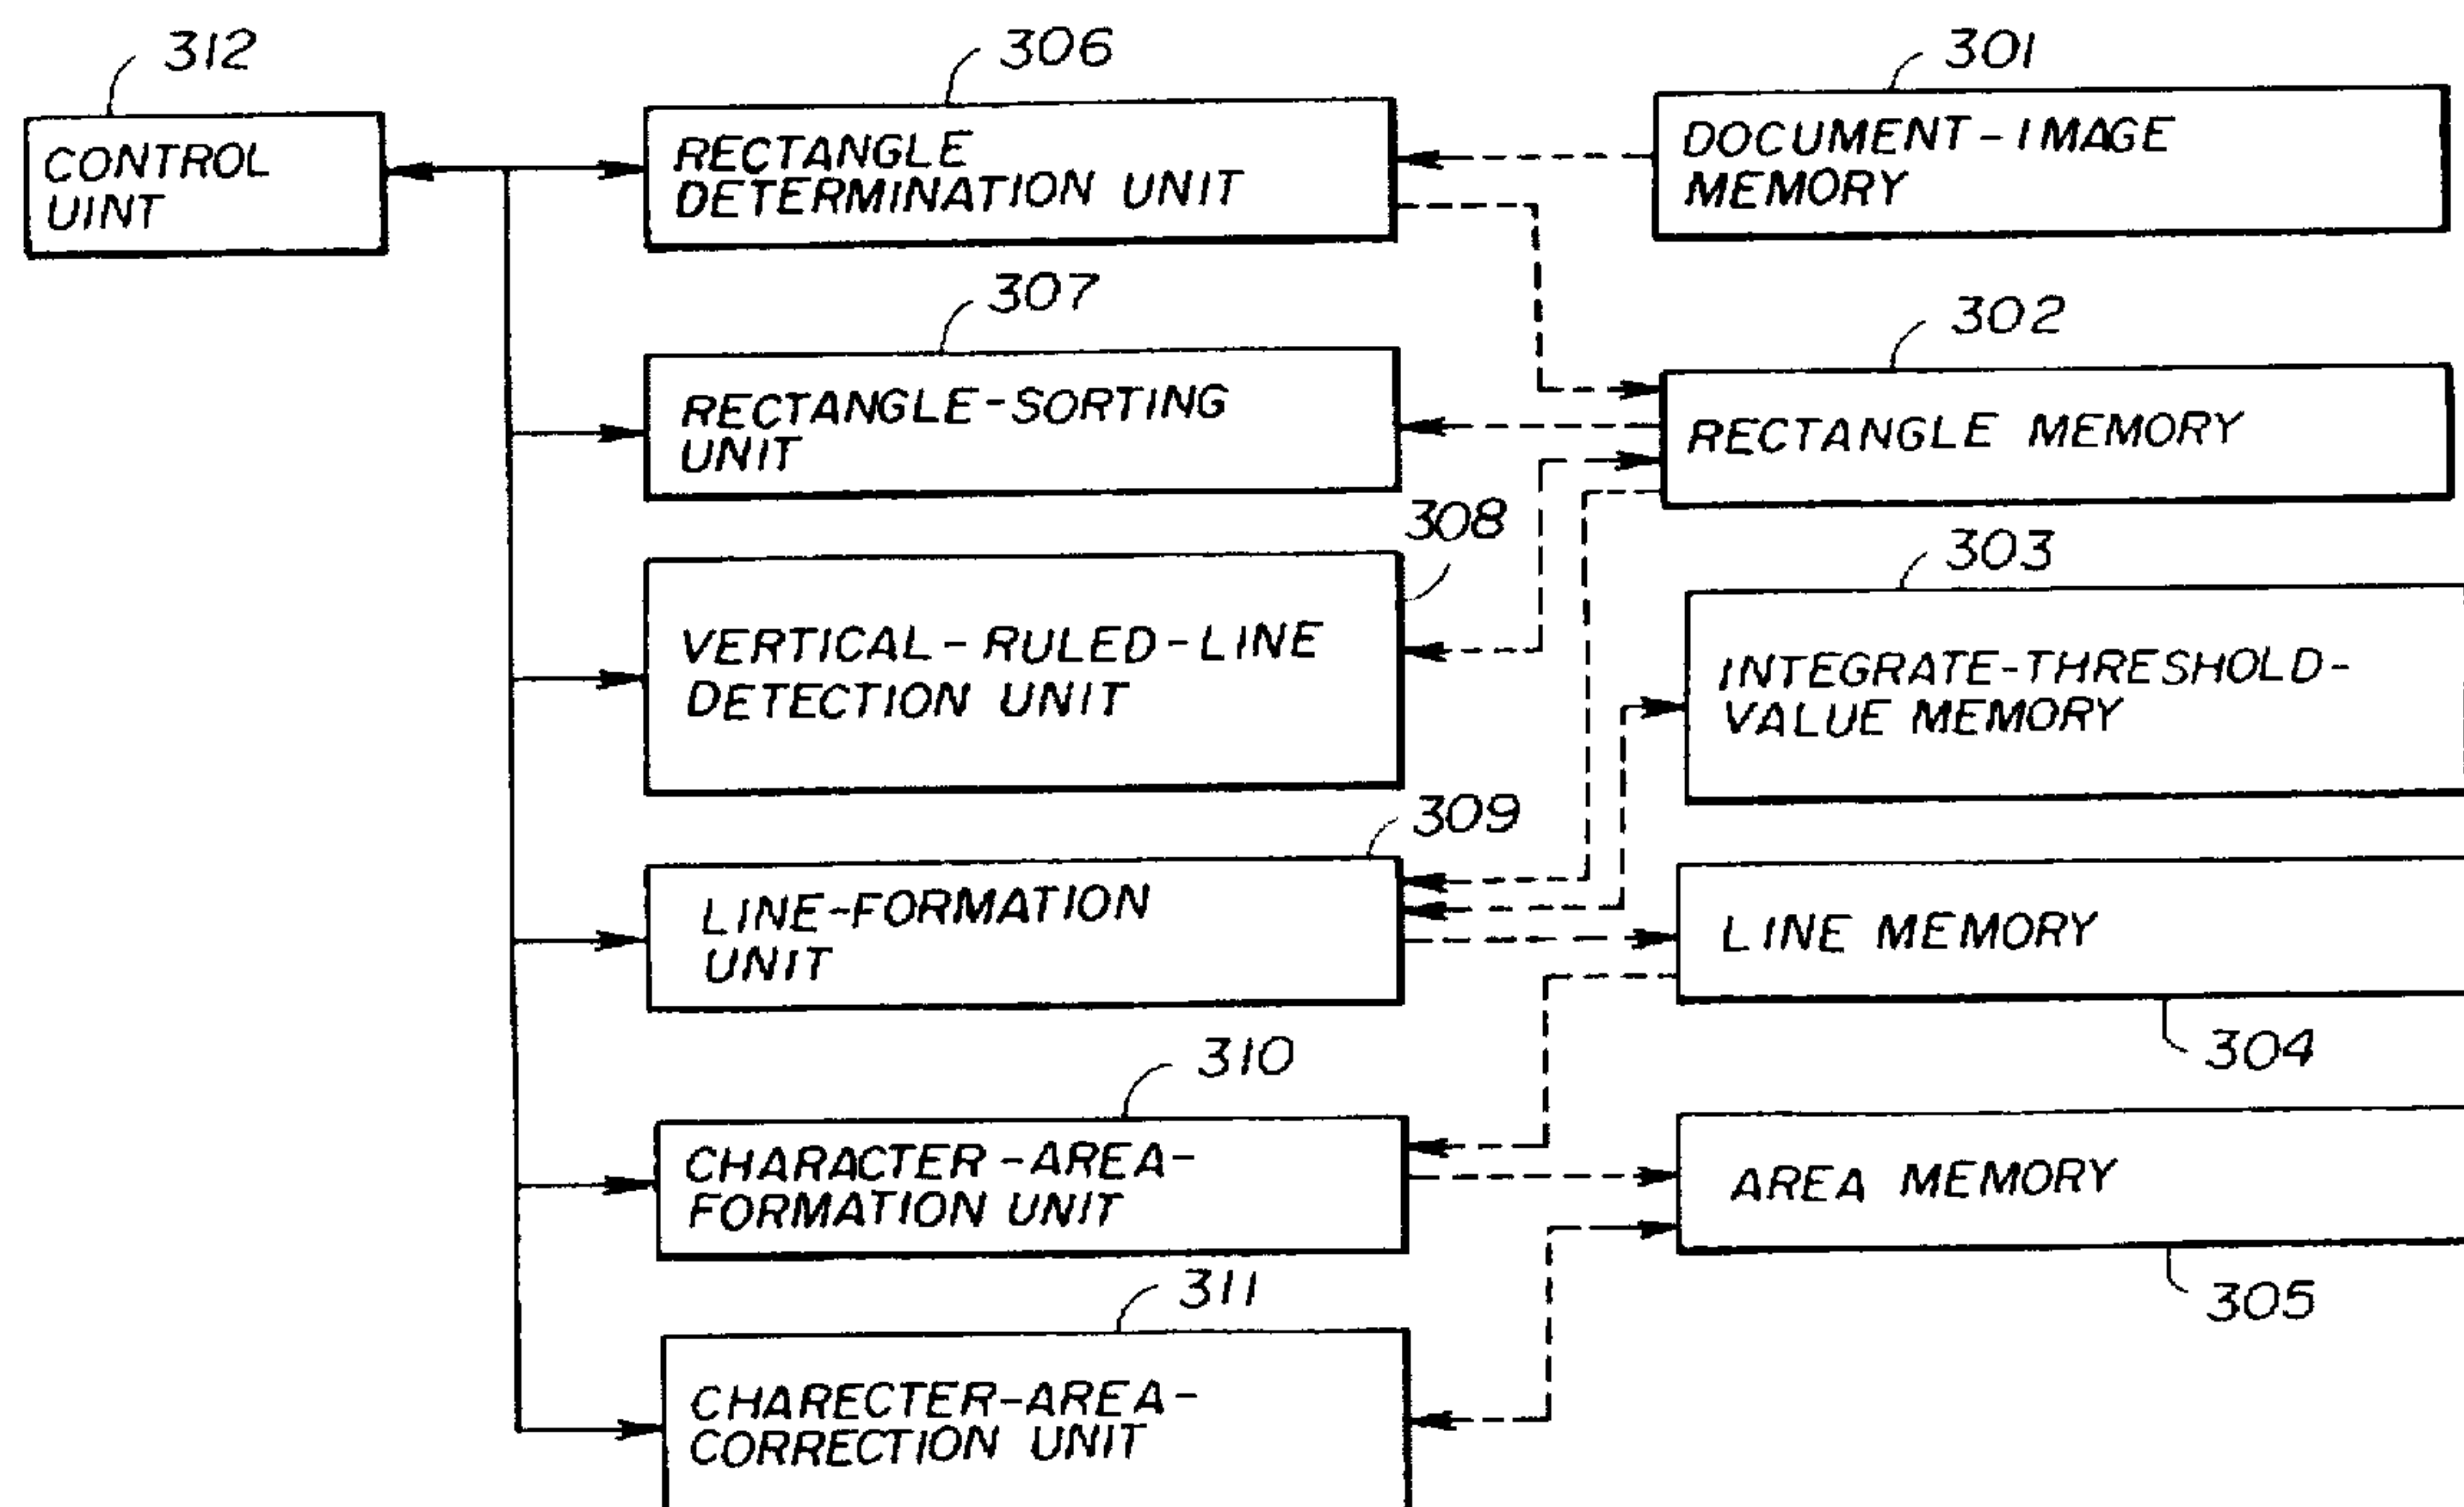 312
306
301
CONTROL
UINT
RECTANGLE
DETERMINATION UNIT
DOCUMENT-IMAGE
MEMORY
307
302
RECTANGLE-SORTING
UNIT
RECTANGLE MEMORY
308
303
VERTICAL-RULED-LINE
DETECTION UNIT
INTEGRATE-THRESHOLD-
VALUE MEMORY
309
LINE-FORMATION
UNIT
LINE MEMORY
304
310
CHARACTER-AREA-
FORMATION UNIT
AREA MEMORY
305
311
CHARECTER-AREA-
CORRECTION UNIT